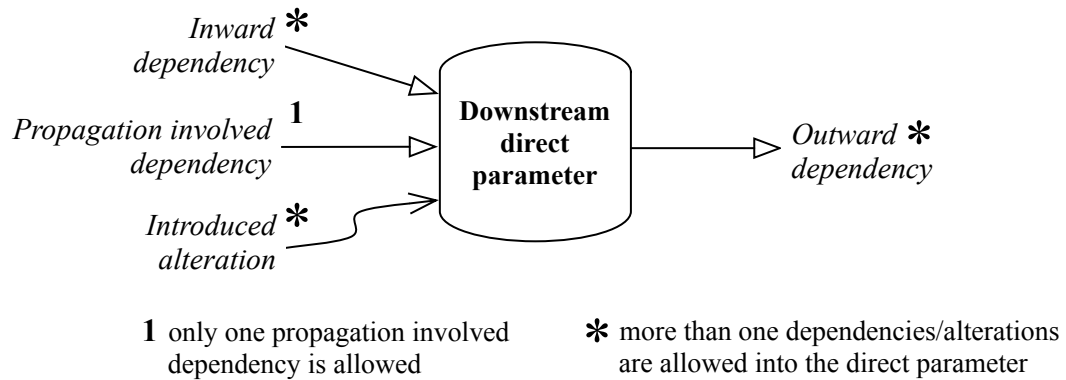 Inward *
dependency
Propagation involved 1
dependency
Introduced *
alteration
Downstream
direct
parameter
Outward *
dependency
1 only one propagation involved
dependency is allowed
* more than one dependencies/alterations
are allowed into the direct parameter